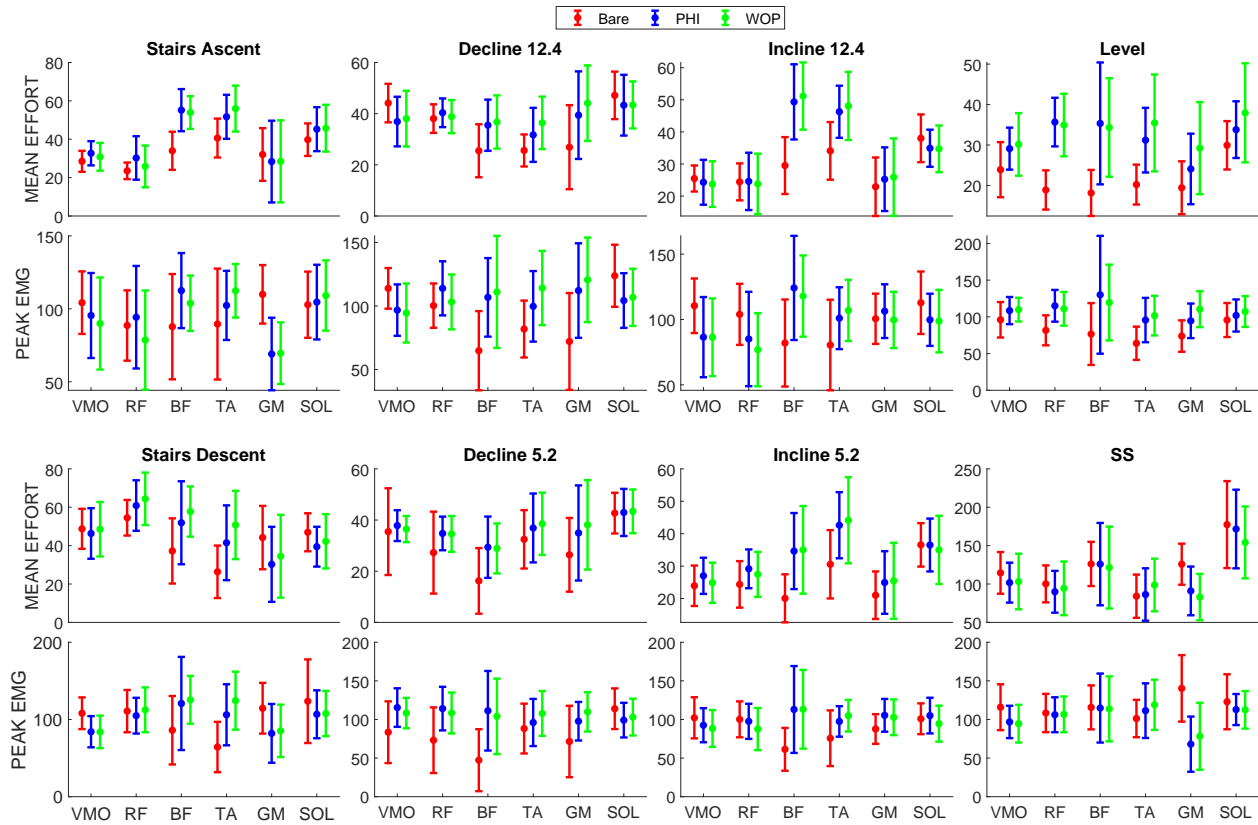 Bare PHI WOP
Stairs Ascent Decline 12.4 Incline 12.4 Level
MEAN EFFORT
80 60 40 20 0
60 40 20 0
60 50 40 30 20
50 40 30 20
PEAK EMG
150 100 50
150 100 50
150 100 50
200 150 100 50 0
VMO RF BF TA GM SOL VMO RF BF TA GM SOL VMO RF BF TA GM SOL VMO RF BF TA GM SOL
Stairs Descent Decline 5.2 Incline 5.2 SS
MEAN EFFORT
80 60 40 20 0
60 40 20 0
60 50 40 30 20
250 200 150 100 50
PEAK EMG
200 100 0
200 150 100 50 0
200 150 100 50 0
200 150 100 50 0
VMO RF BF TA GM SOL VMO RF BF TA GM SOL VMO RF BF TA GM SOL VMO RF BF TA GM SOL